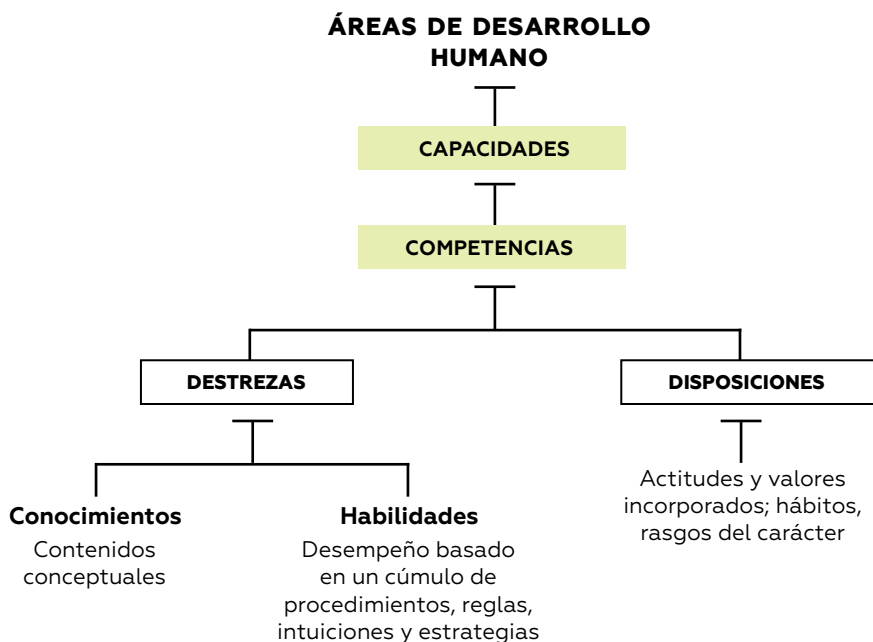 ÁREAS DE DESARROLLO
HUMANO
CAPACIDADES
COMPETENCIAS
DESTREZAS
DISPOSICIONES
Conocimientos
Contenidos
conceptuales
Habilidades
Desempeño basado
en un cúmulo de
procedimientos, reglas,
intuiciones y estrategias
Actitudes y valores
incorporados; hábitos,
rasgos del carácter